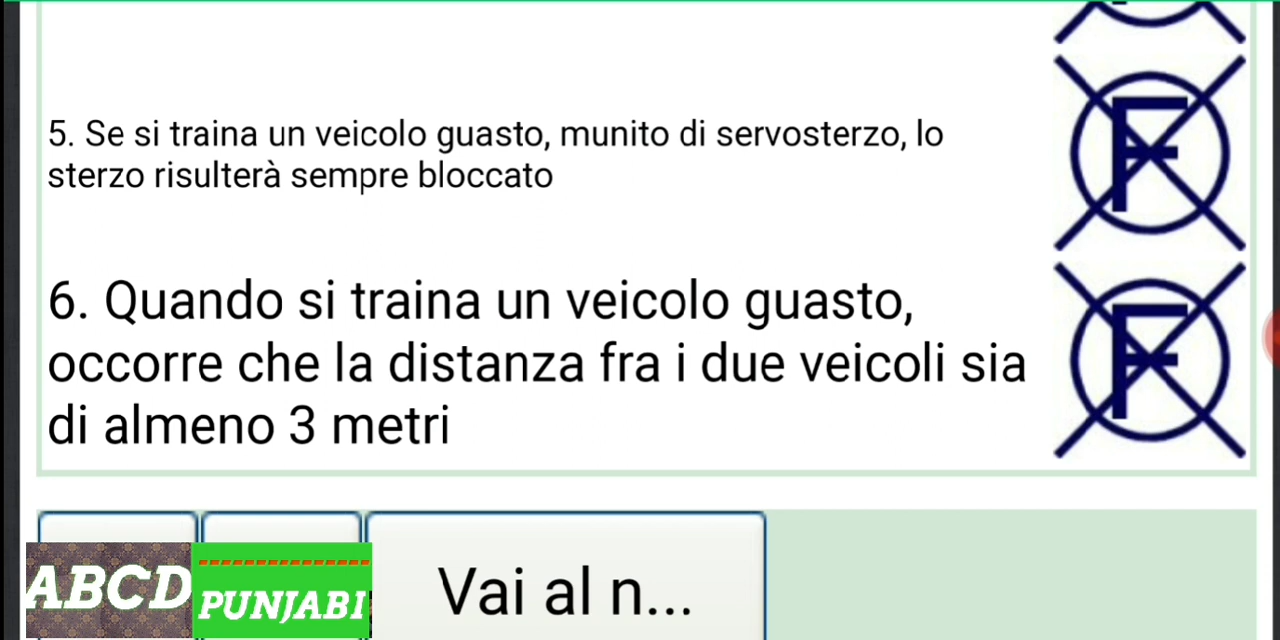 5. Se si traina un veicolo guasto, munito di servosterzo, lo
sterzo risulterà sempre bloccato
F
6. Quando si traina un veicolo guasto,
occorre che la distanza fra i due veicoli sia
di almeno 3 metri
F
ABCD
PUNJABI
Vai al n...